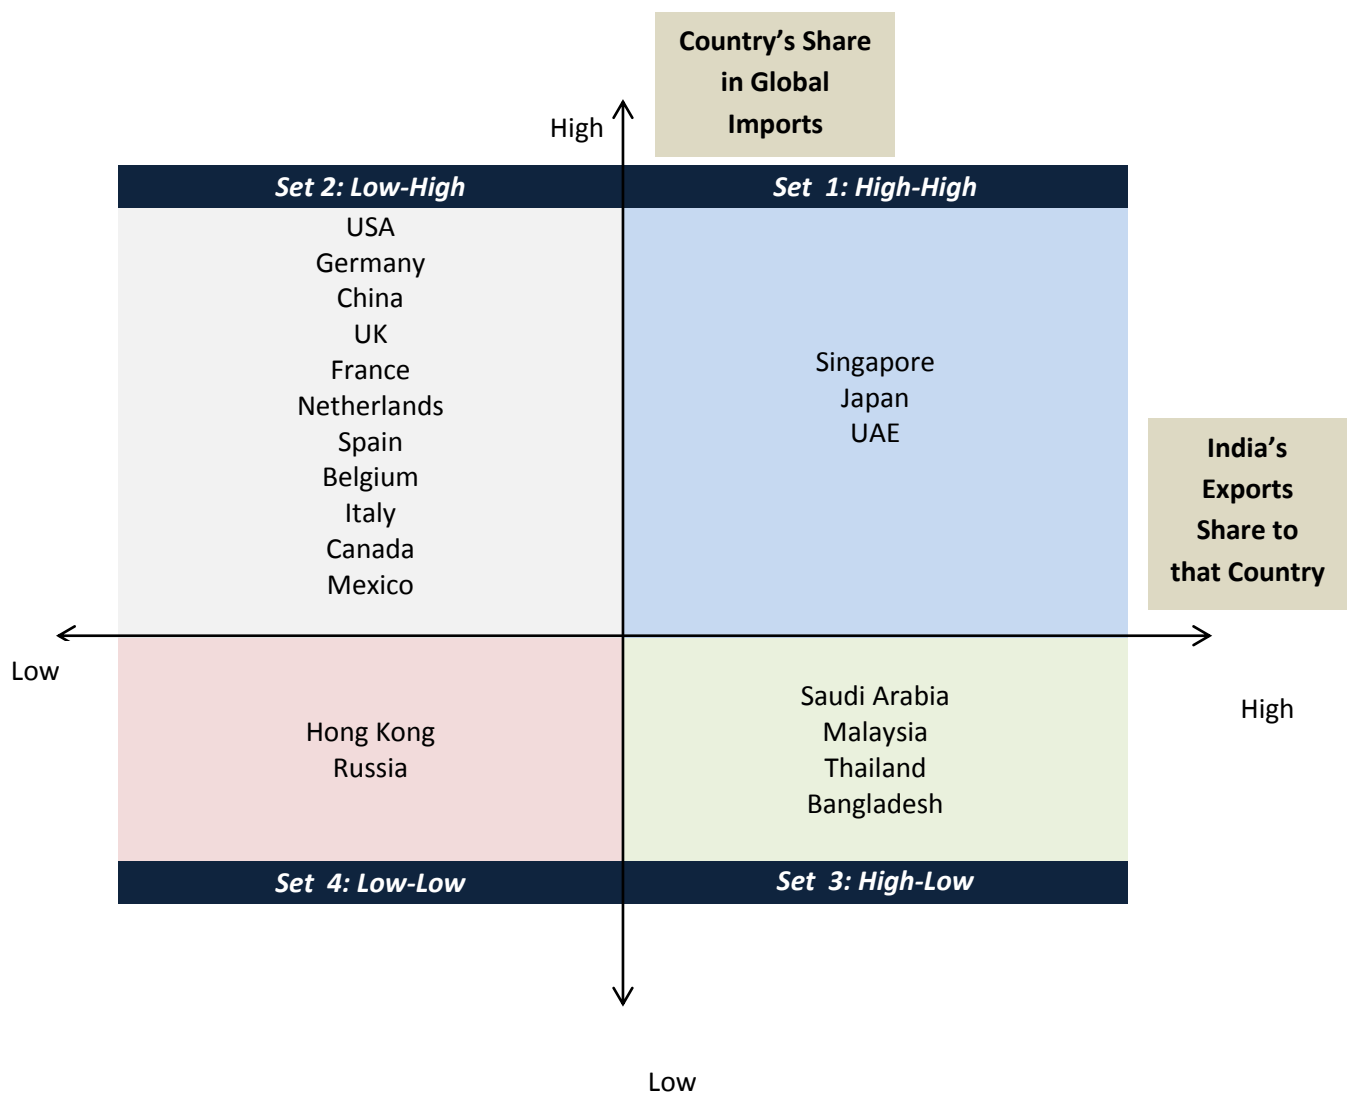 Country’s Share
in Global
Imports
High
Set 2: Low-High
Set 1: High-High
USA
Germany
China
UK
France
Netherlands
Spain
Belgium
Italy
Canada
Mexico
Singapore
Japan
UAE
India’s
Exports
Share to
that Country
Low
High
Hong Kong
Russia
Saudi Arabia
Malaysia
Thailand
Bangladesh
Set 4: Low-Low
Set 3: High-Low
Low